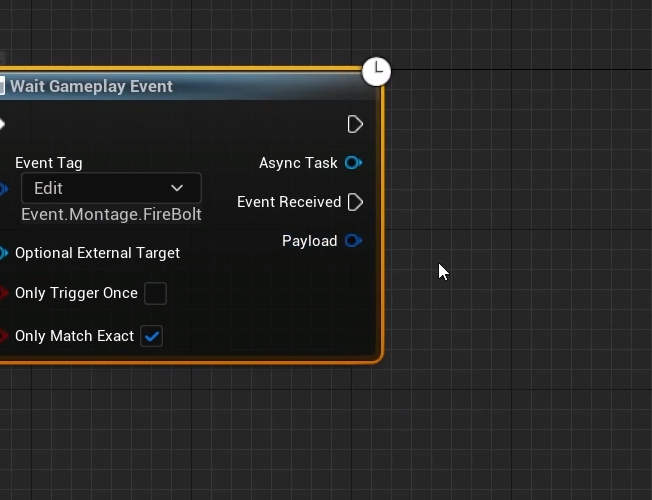 Wait Gameplay Event
Event Tag
Async Task
Edit
Event Received
Event.Montage.FireBolt
Payload
Optional External Target
Only Trigger Once
Only Match Exact